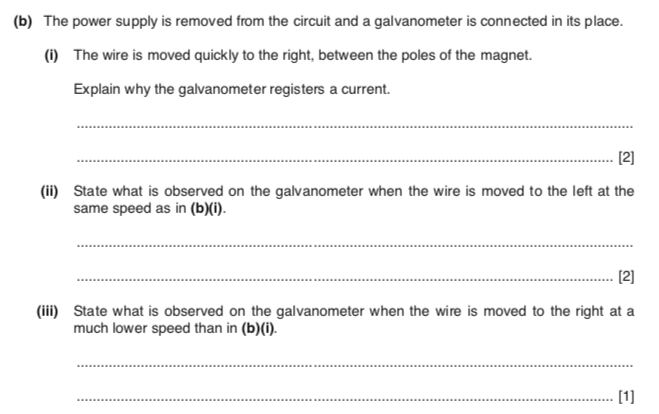 (b) The power supply is removed from the circuit and a galvanometer is connected in its place.
(i) The wire is moved quickly to the right, between the poles of the magnet.
Explain why the galvanometer registers a current.
..........................................................................................................................................
..................................................................................................................................... [2]
(ii) State what is observed on the galvanometer when the wire is moved to the left at the
same speed as in (b)(i).
..........................................................................................................................................
..................................................................................................................................... [2]
(iii) State what is observed on the galvanometer when the wire is moved to the right at a
much lower speed than in (b)(i).
..........................................................................................................................................
..................................................................................................................................... [1]